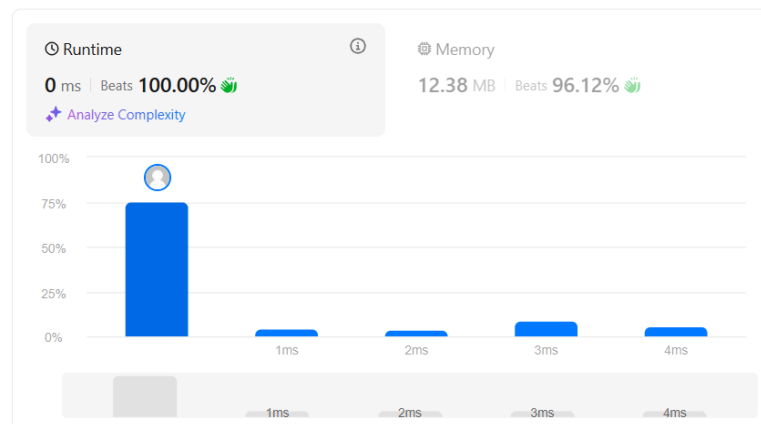 Runtime
0 ms | Beats 100.00%
Analyze Complexity
Memory
12.38 MB | Beats 96.12%
100%
75%
50%
25%
0%
1ms 2ms 3ms 4ms
1ms 2ms 3ms 4ms